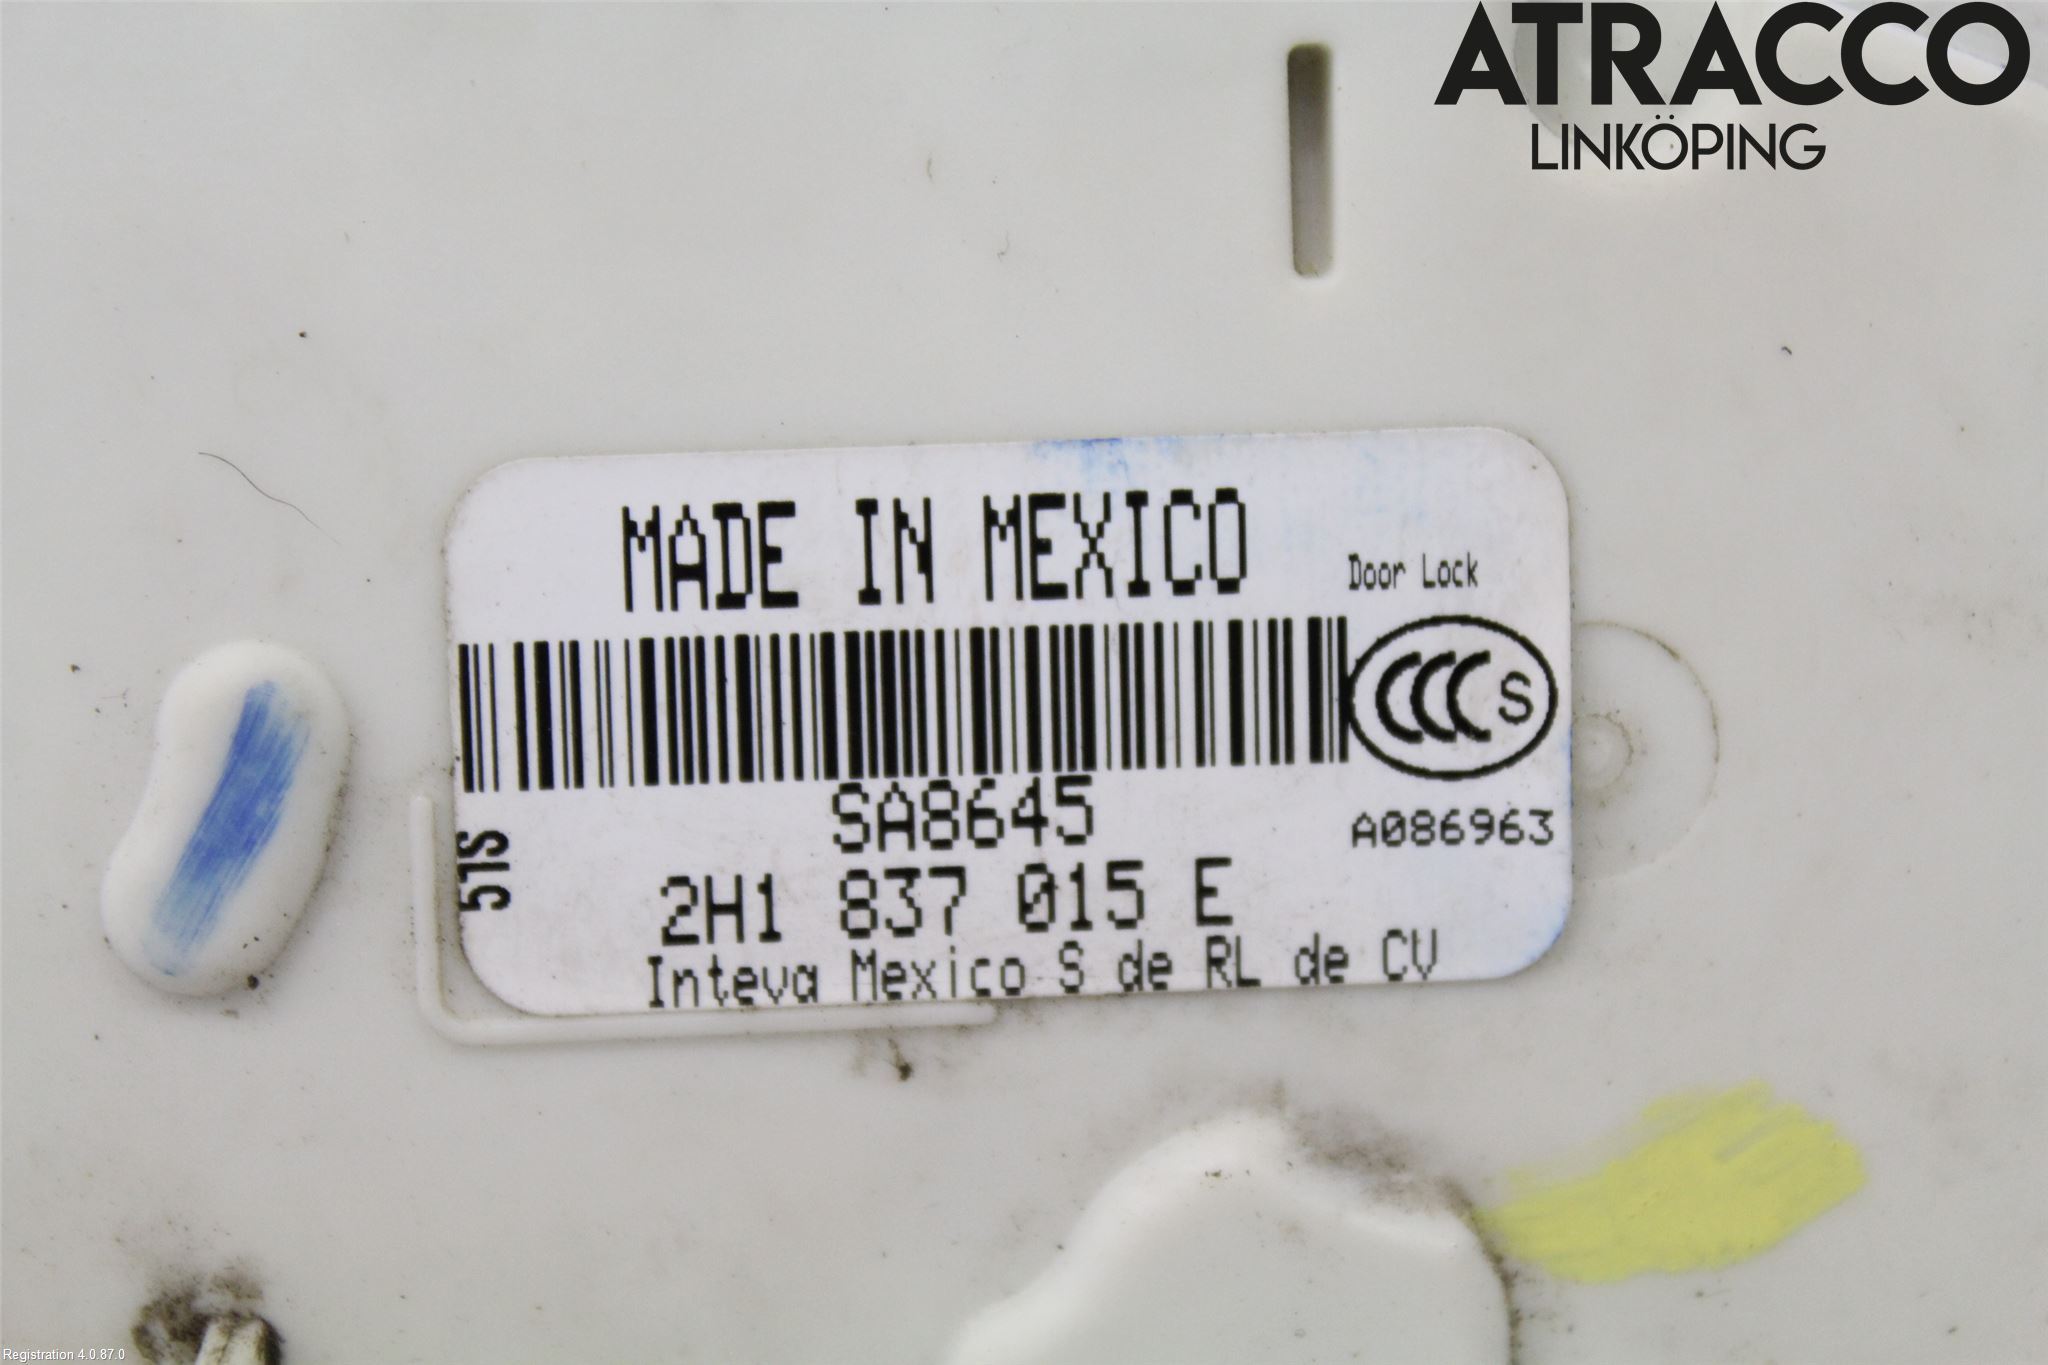 ATRACCO
LINKÖPING
MADE IN MEXICO
Door Lock
CCC S
SA8645
A086963
51S
2H1 837 015 E
Inteva Mexico S de RL de CV
Registration 4.0.87.0